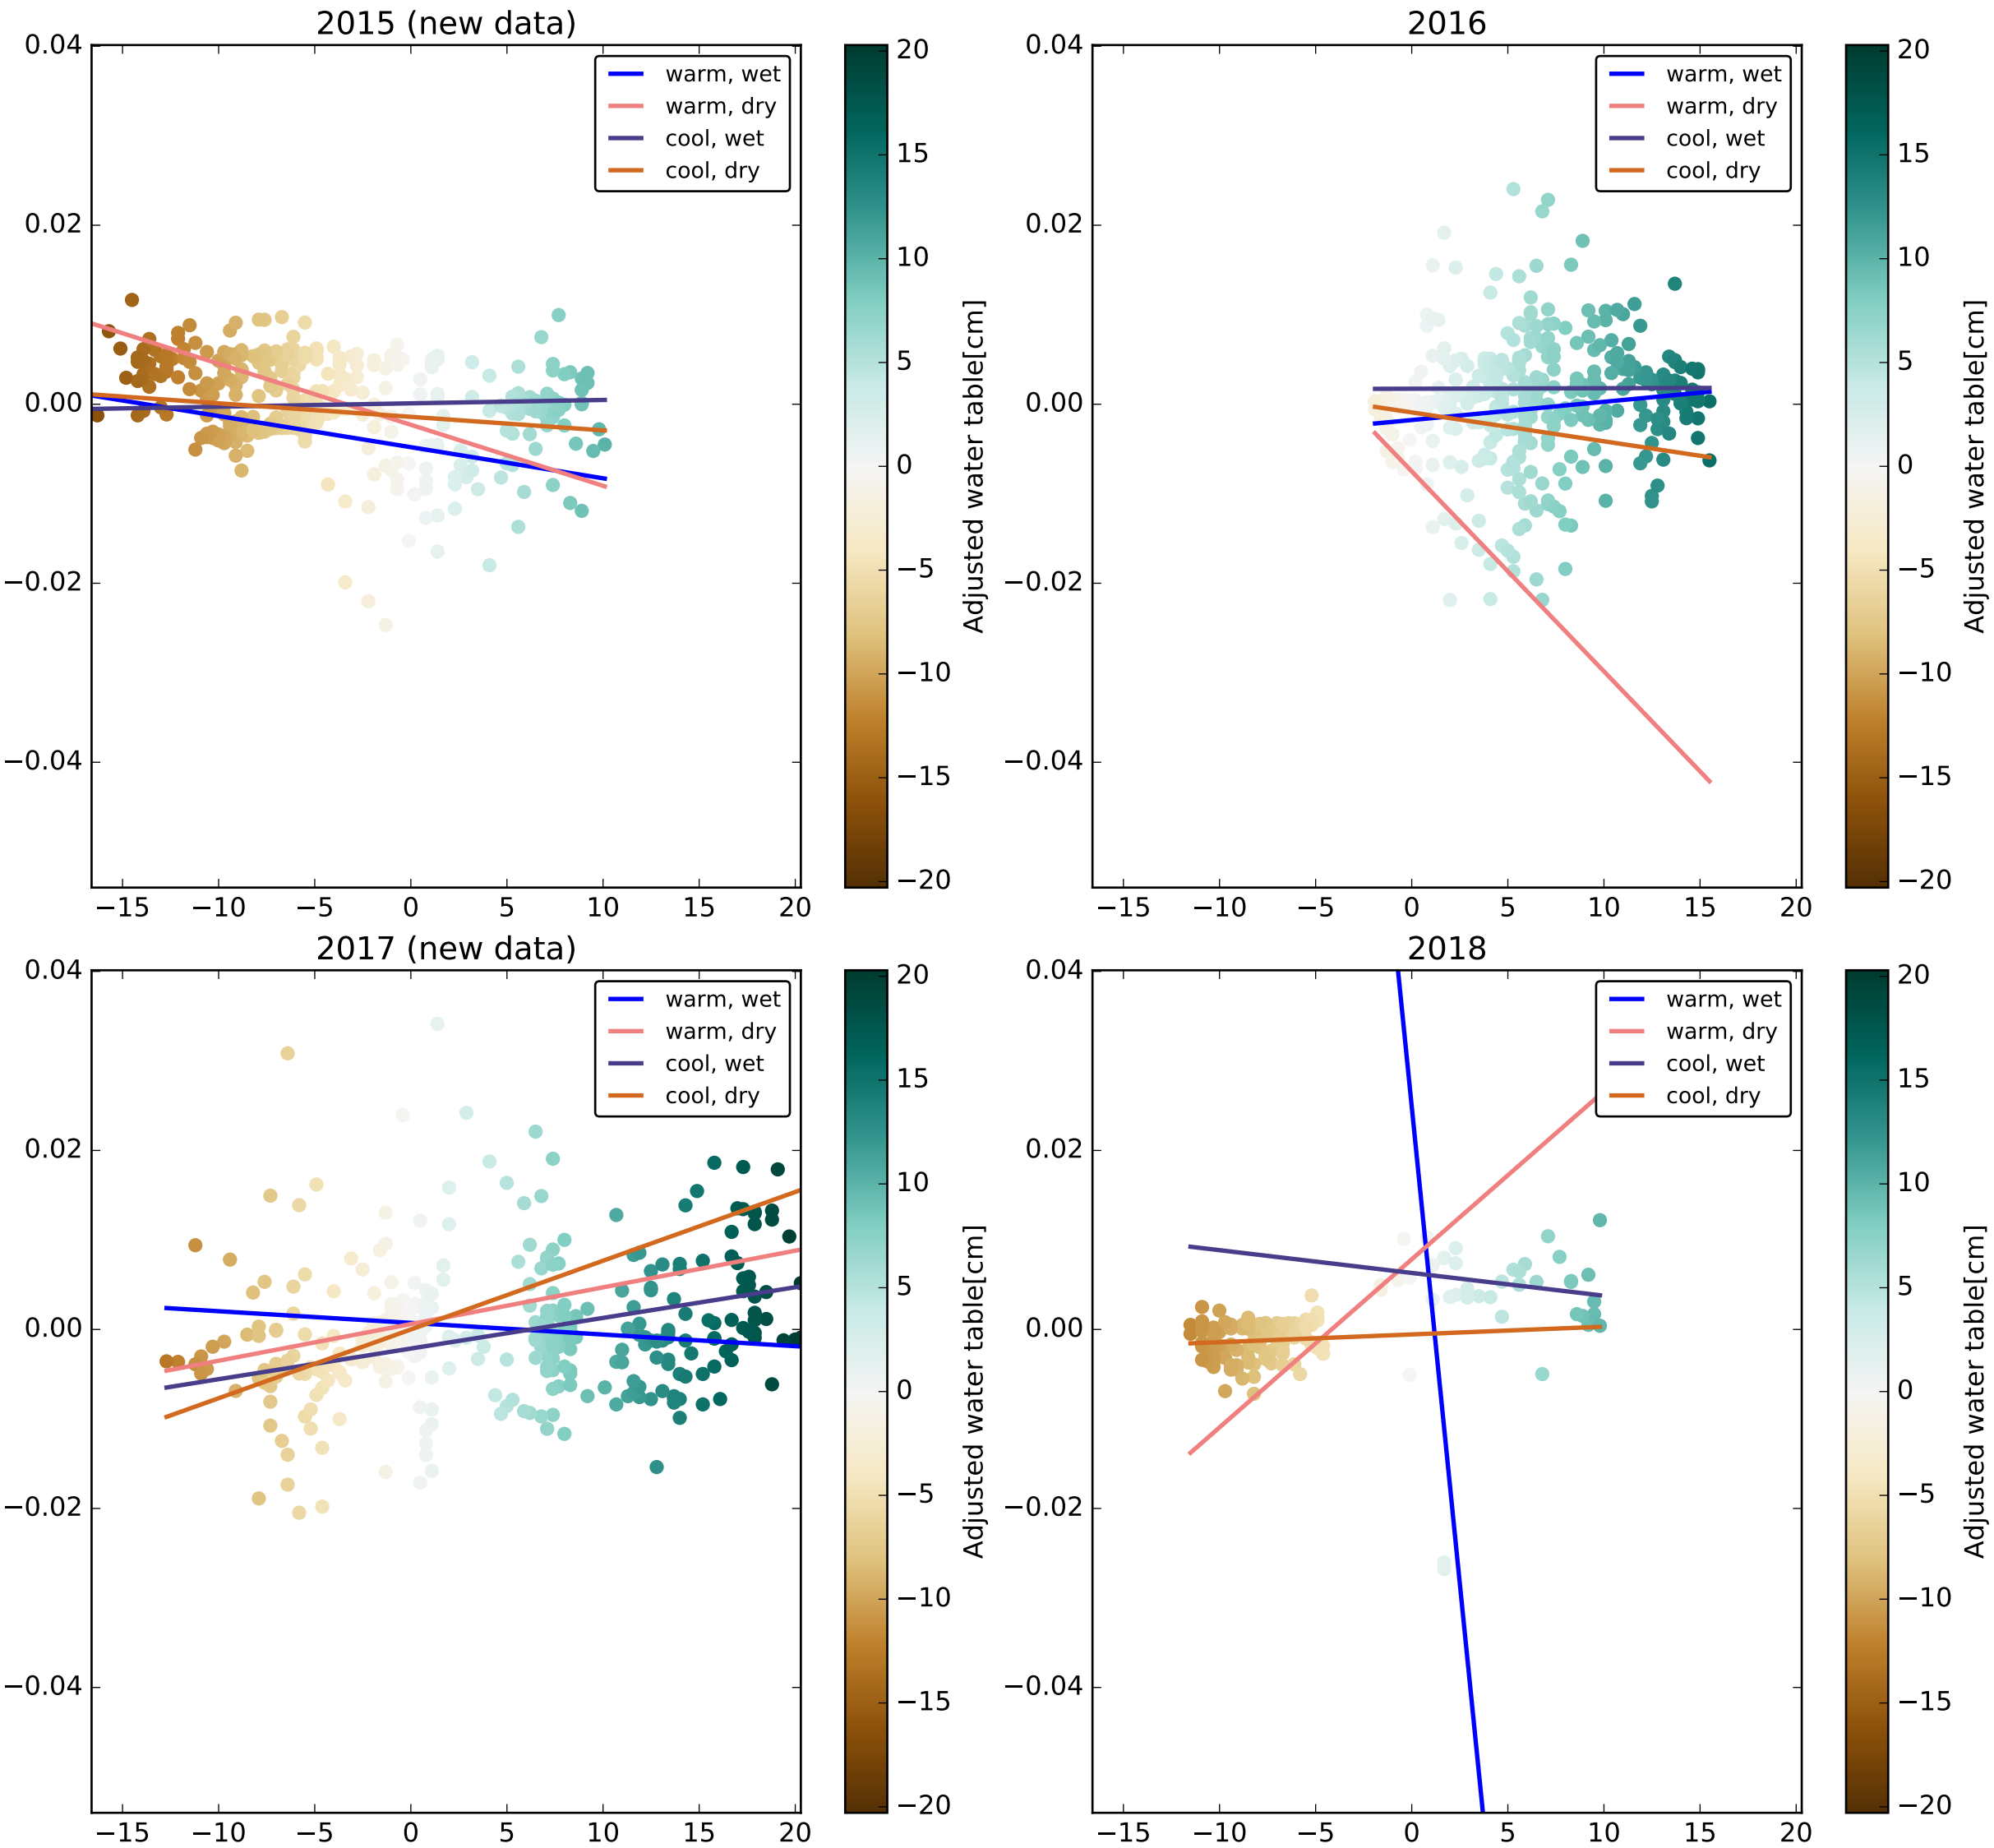 2015 (new data)
0.04
0.02
0.00
−0.02
−0.04
−15 −10 −5 0 5 10 15 20
warm, wet
warm, dry
cool, wet
cool, dry
20
15
10
5
0
−5
−10
−15
−20
Adjusted water table[cm]
2016
0.04
0.02
0.00
−0.02
−0.04
−15 −10 −5 0 5 10 15 20
warm, wet
warm, dry
cool, wet
cool, dry
20
15
10
5
0
−5
−10
−15
−20
Adjusted water table[cm]
2017 (new data)
0.04
0.02
0.00
−0.02
−0.04
−15 −10 −5 0 5 10 15 20
warm, wet
warm, dry
cool, wet
cool, dry
20
15
10
5
0
−5
−10
−15
−20
Adjusted water table[cm]
2018
0.04
0.02
0.00
−0.02
−0.04
−15 −10 −5 0 5 10 15 20
warm, wet
warm, dry
cool, wet
cool, dry
20
15
10
5
0
−5
−10
−15
−20
Adjusted water table[cm]